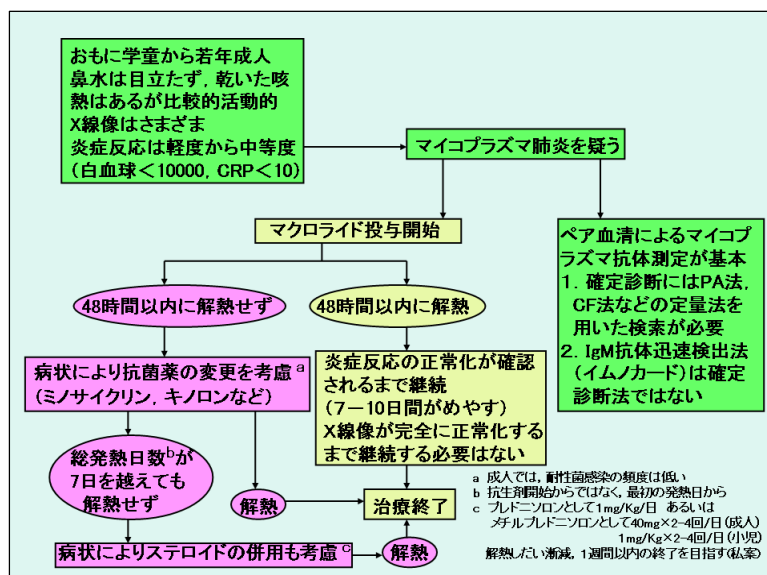 おもに学童から若年成人
鼻水は目立たず，乾いた咳
熱はあるが比較的活動的
X線像はさまざま
炎症反応は軽度から中等度
(白血球＜10000, CRP＜10)
マイコプラズマ肺炎を疑う
マクロライド投与開始
ペア血清によるマイコプ
ラズマ抗体測定が基本
1．確定診断にはPA法，
CF法などの定量法を
用いた検索が必要
2．IgM抗体迅速検出法
(イムノカード)は確定
診断法ではない
48時間以内に解熱せず
48時間以内に解熱
病状により抗菌薬の変更を考慮a
(ミノサイクリン，キノロンなど)
炎症反応の正常化が確認
されるまで継続
(7－10日間がめやす)
X線像が完全に正常化する
まで継続する必要はない
総発熱日数bが
7日を越えても
解熱せず
解熱
治療終了
病状によりステロイドの併用も考慮c
解熱
a 成人では，耐性菌感染の頻度は低い
b 抗生剤開始からではなく，最初の発熱日から
c プレドニソロンとして1mg/Kg/日 あるいは
メチルプレドニソロンとして40mg×2-4回/日(成人)
1mg/Kg×2-4回/日(小児)
解熱しだい漸減，1週間以内の終了を目指す(私案)